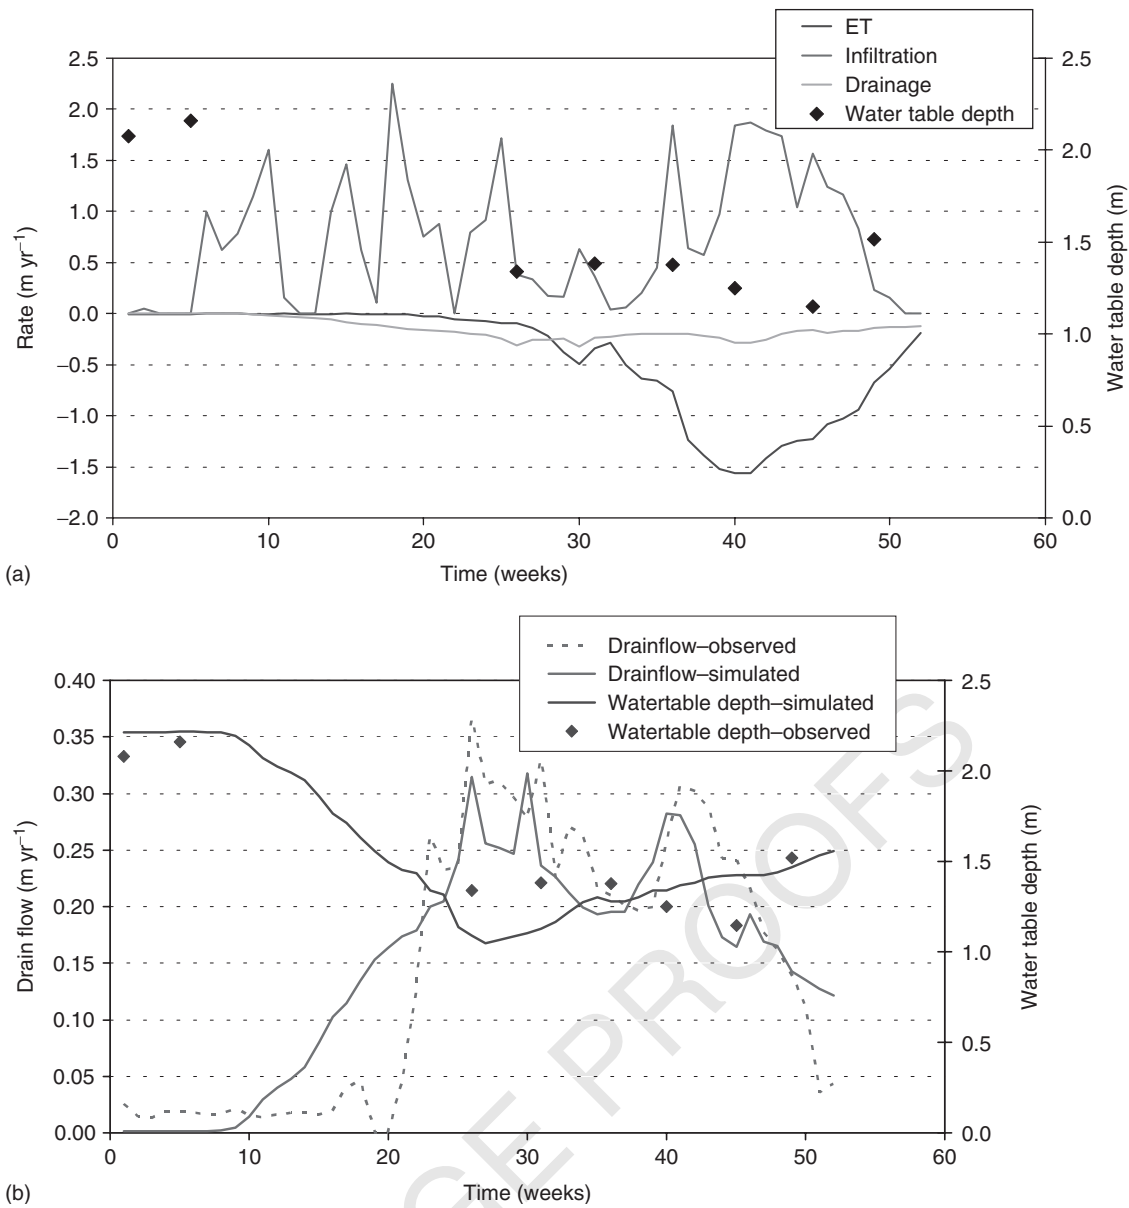 ET
Infiltration
Drainage
Water table depth
2.5
2.0
1.5
1.0
0.5
0.0
−0.5
−1.0
−1.5
−2.0
Rate (m yr−1)
2.5
2.0
1.5
1.0
0.5
0.0
Water table depth (m)
0 10 20 30 40 50 60
Time (weeks)
(a)
Drainflow–observed
Drainflow–simulated
Watertable depth–simulated
Watertable depth–observed
0.40
0.35
0.30
0.25
0.20
0.15
0.10
0.05
0.00
Drain flow (m yr−1)
2.5
2.0
1.5
1.0
0.5
0.0
Water table depth (m)
0 10 20 30 40 50 60
Time (weeks)
(b)
GE PROOFS